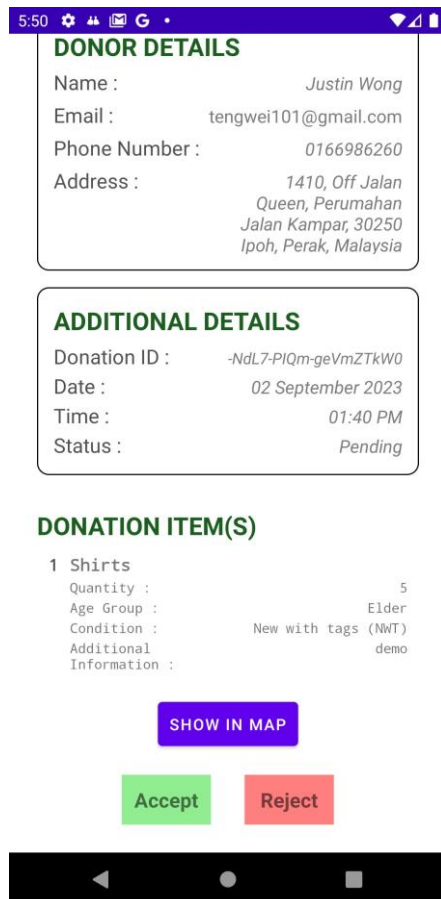 5:50
DONOR DETAILS
Name : Justin Wong
Email : tengwei101@gmail.com
Phone Number : 0166986260
Address : 1410, Off Jalan
Queen, Perumahan
Jalan Kampar, 30250
Ipoh, Perak, Malaysia
ADDITIONAL DETAILS
Donation ID : -NdL7-PIQm-geVmZTkW0
Date : 02 September 2023
Time : 01:40 PM
Status : Pending
DONATION ITEM(S)
1 Shirts
Quantity : 5
Age Group : Elder
Condition : New with tags (NWT)
Additional demo
Information :
SHOW IN MAP
Accept Reject